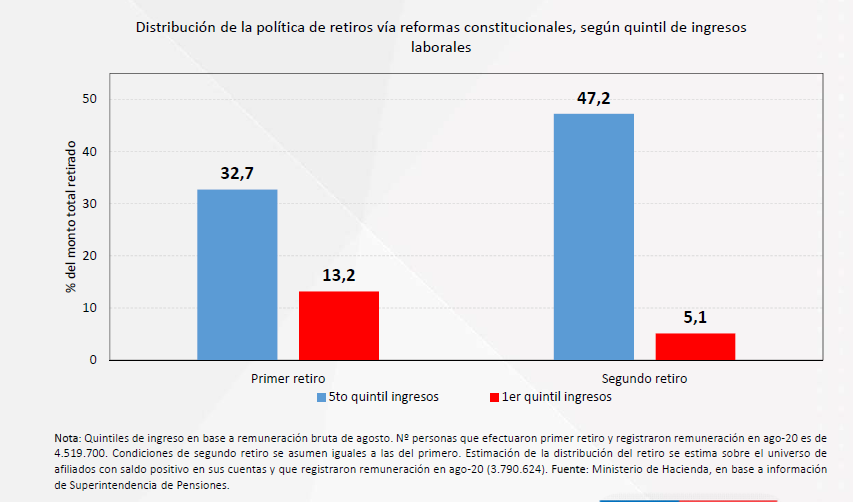 Distribución de la política de retiros vía reformas constitucionales, según quintil de ingresos
laborales
% del monto total retirado
50
40
30
20
10
0
32,7
13,2
47,2
5,1
Primer retiro
Segundo retiro
5to quintil ingresos
1er quintil ingresos
Nota: Quintiles de ingreso en base a remuneración bruta de agosto. Nº personas que efectuaron primer retiro y registraron remuneración en ago-20 es de
4.519.700. Condiciones de segundo retiro se asumen iguales a las del primero. Estimación de la distribución del retiro se estima sobre el universo de
afiliados con saldo positivo en sus cuentas y que registraron remuneración en ago-20 (3.790.624). Fuente: Ministerio de Hacienda, en base a información
de Superintendencia de Pensiones.